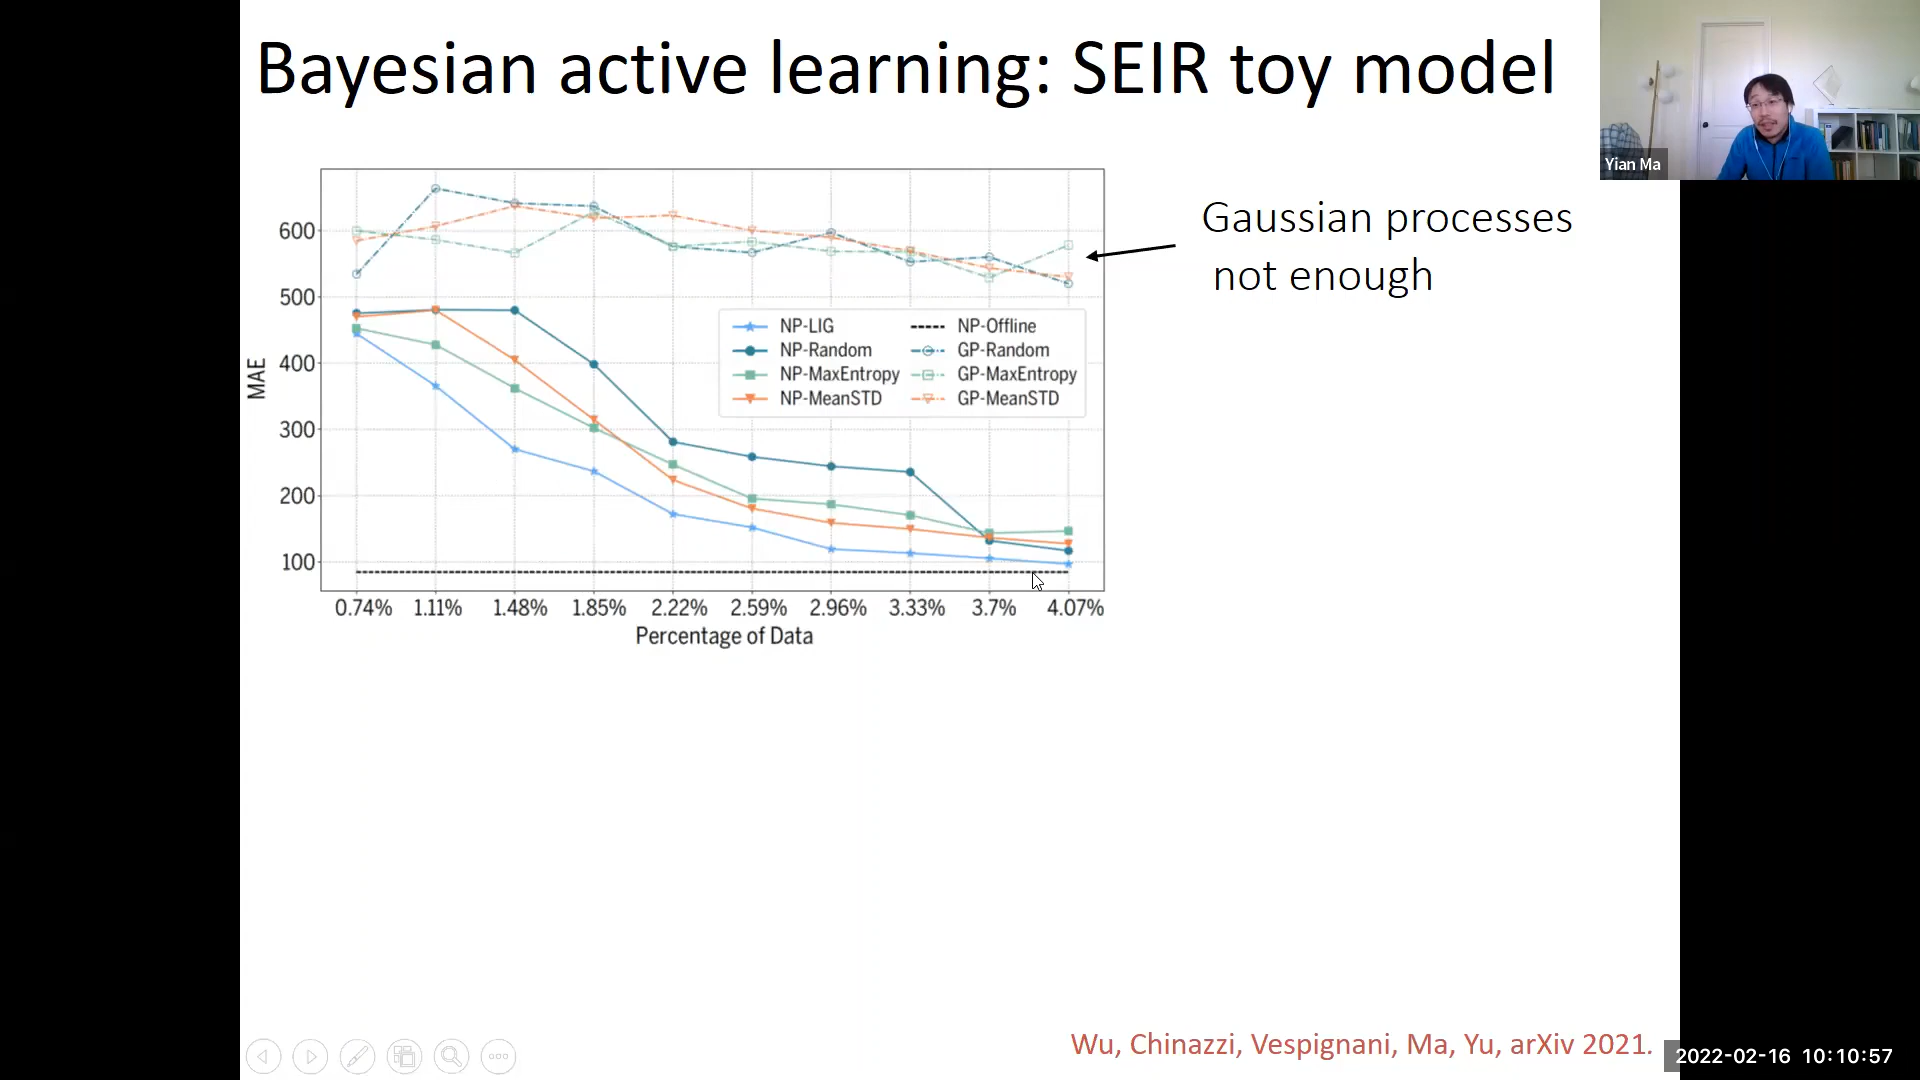 Bayesian active learning: SEIR toy model
Yian Ma
Gaussian processes
not enough
600
500
400
300
200
100
MAE
NP-LIG
NP-Random
NP-MaxEntropy
NP-MeanSTD
NP-Offline
GP-Random
GP-MaxEntropy
GP-MeanSTD
0.74% 1.11% 1.48% 1.85% 2.22% 2.59% 2.96% 3.33% 3.7% 4.07%
Percentage of Data
Wu, Chinazzi, Vespignani, Ma, Yu, arXiv 2021.
2022-02-16 10:10:57